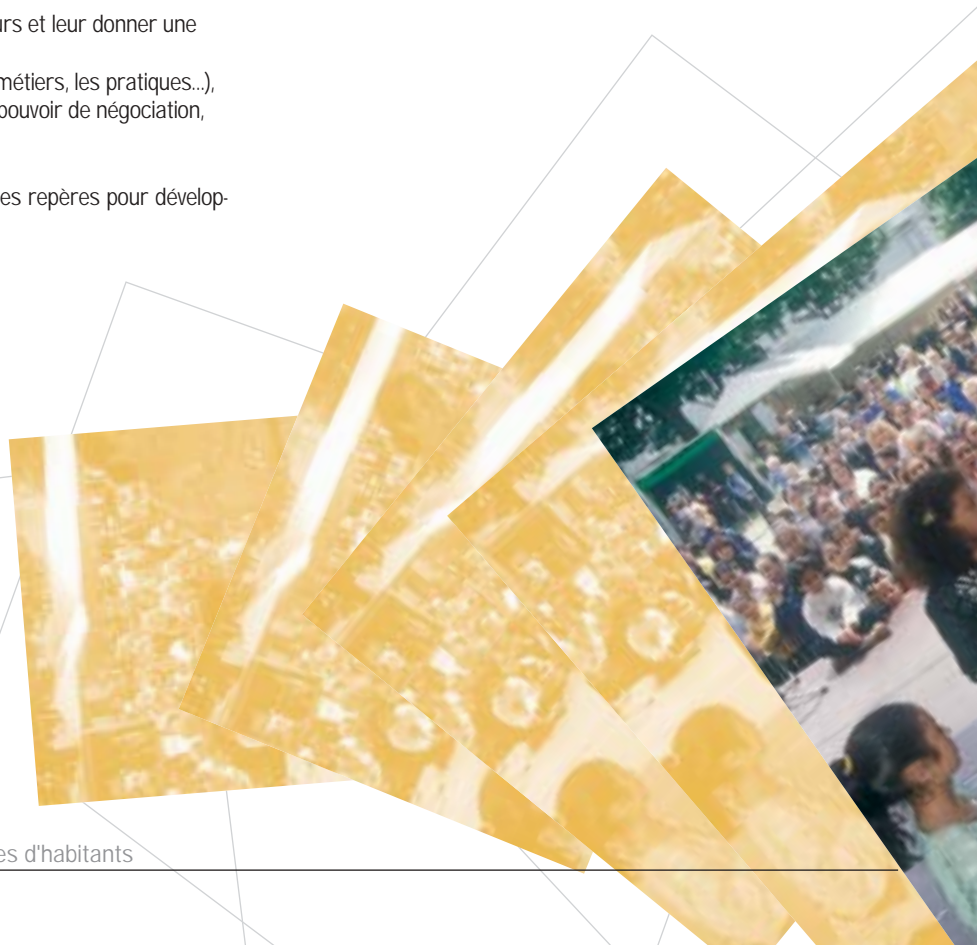 urs et leur donner une
métiers, les pratiques...),
pouvoir de négociation,
es repères pour dévelop-
es d'habitants